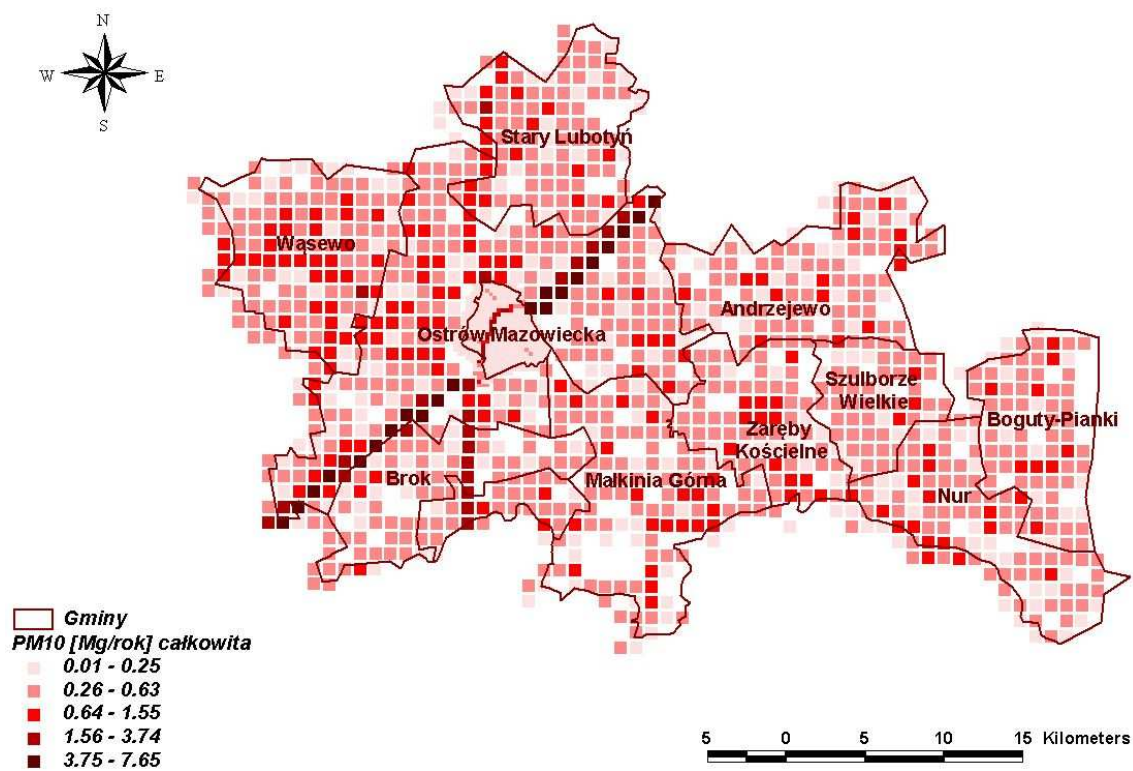 N
W E
S
Stary Lubotyń
Wąsewo
Andrzejewo
Ostrów Mazowiecka
Szulborze
Wielkie
Boguty-Pianki
Zaręby
Kościelne
Brok
Małkinia Górna
Nur
Gminy
PM10 [Mg/rok] całkowita
0.01 - 0.25
0.26 - 0.63
0.64 - 1.55
1.56 - 3.74
3.75 - 7.65
5 0 5 10 15 Kilometers